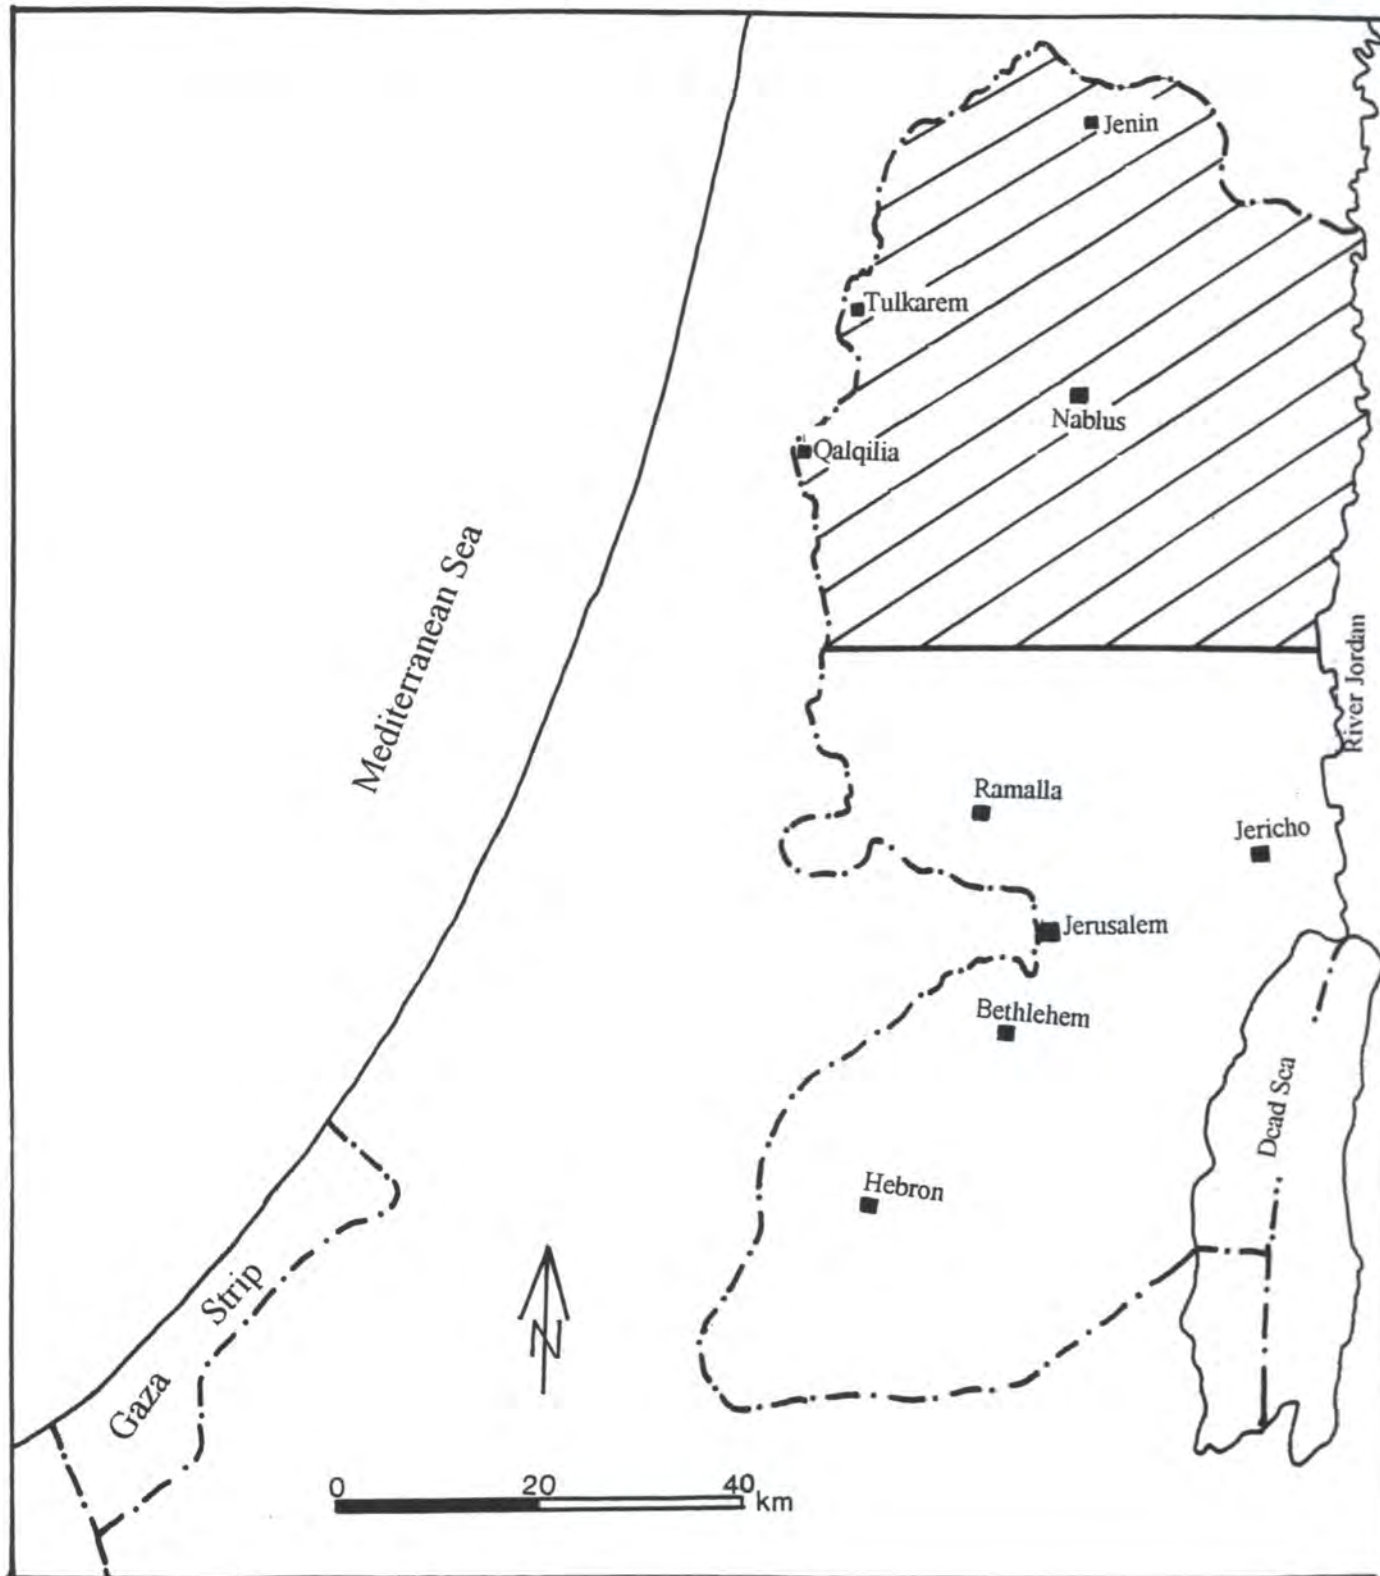 Jenin
Tulkarem
Nablus
Qalqilia
Mediterranean Sea
River Jordan
Ramalla
Jericho
Jerusalem
Bethlehem
Dead Sea
Hebron
Gaza Strip
N
0 20 40 km